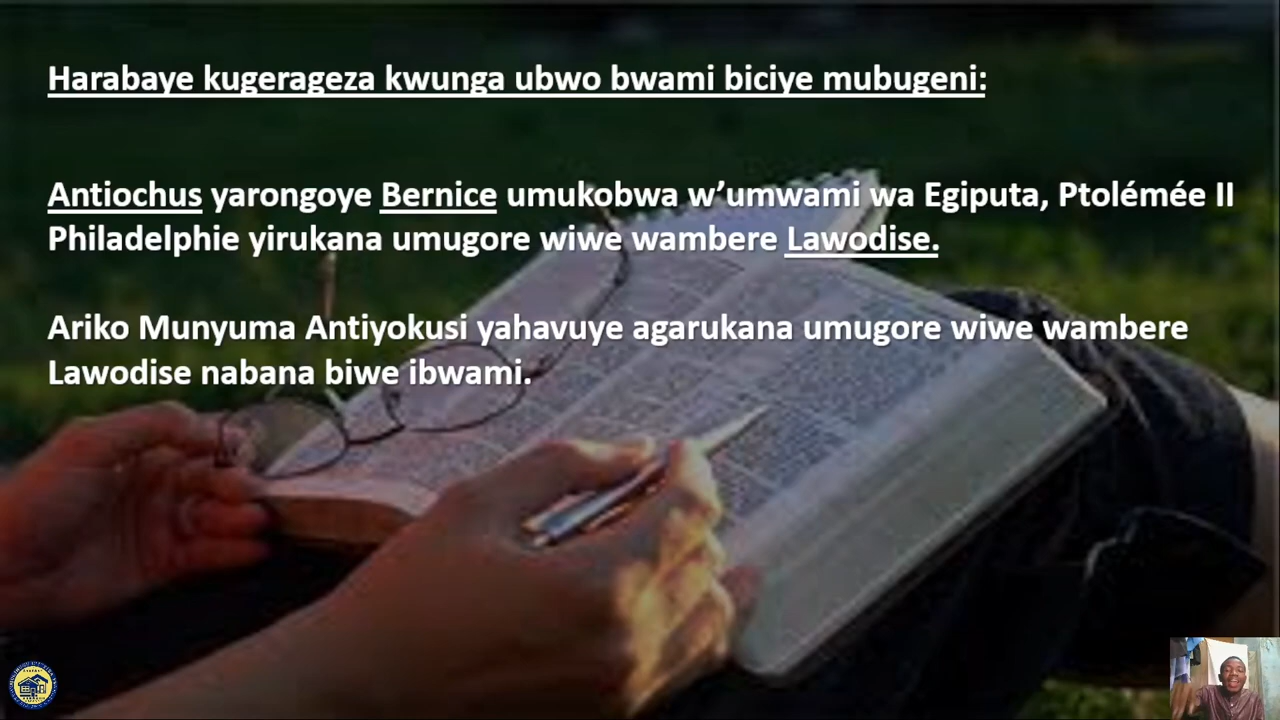 Harabaye kugerageza kwunga ubwo bwami biciye mubugeni:
Antiochus yarongoye Bernice umukobwa w’umwami wa Egiputa, Ptolémée II
Philadelphie yirukana umugore wiwe wambere Lawodise.
Ariko Munyuma Antiyokusi yahavuye agarukana umugore wiwe wambere
Lawodise nabana biwe ibwami.